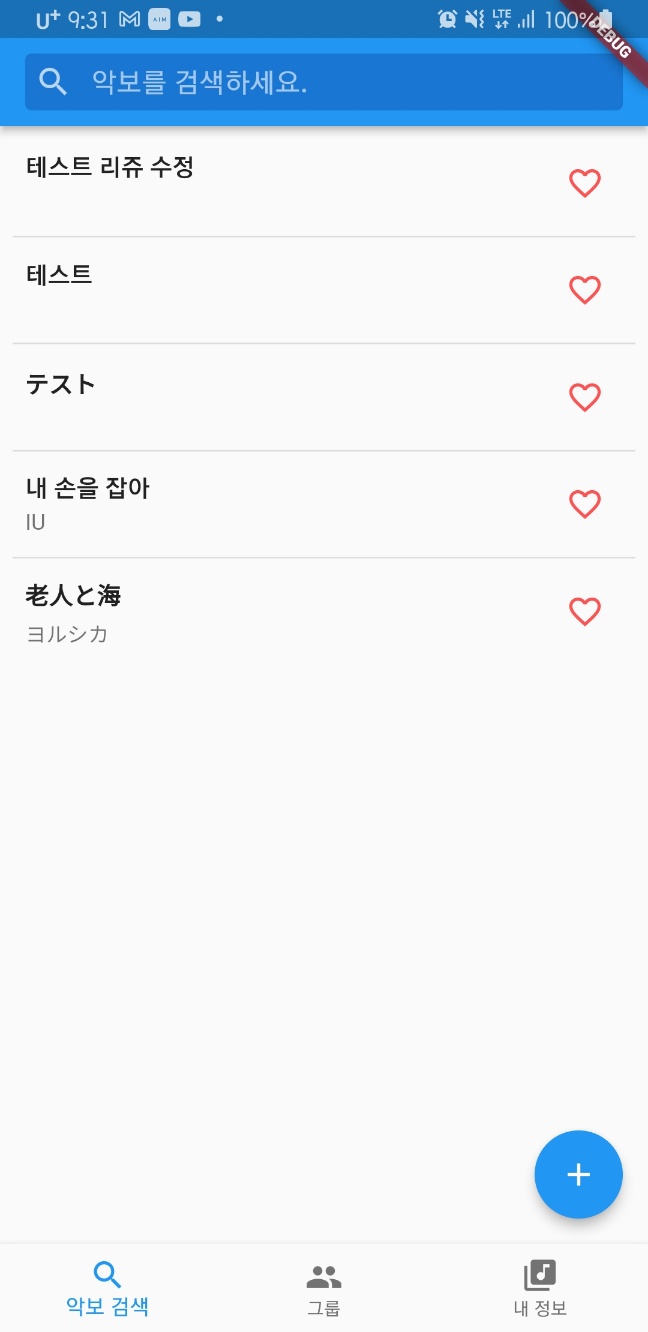 U+ 9:31 AIM LTE 100%
DEBUG
악보를 검색하세요.
테스트 리쥬 수정
테스트
テスト
내 손을 잡아
IU
老人と海
ヨルシカ
악보 검색
그룹
내 정보